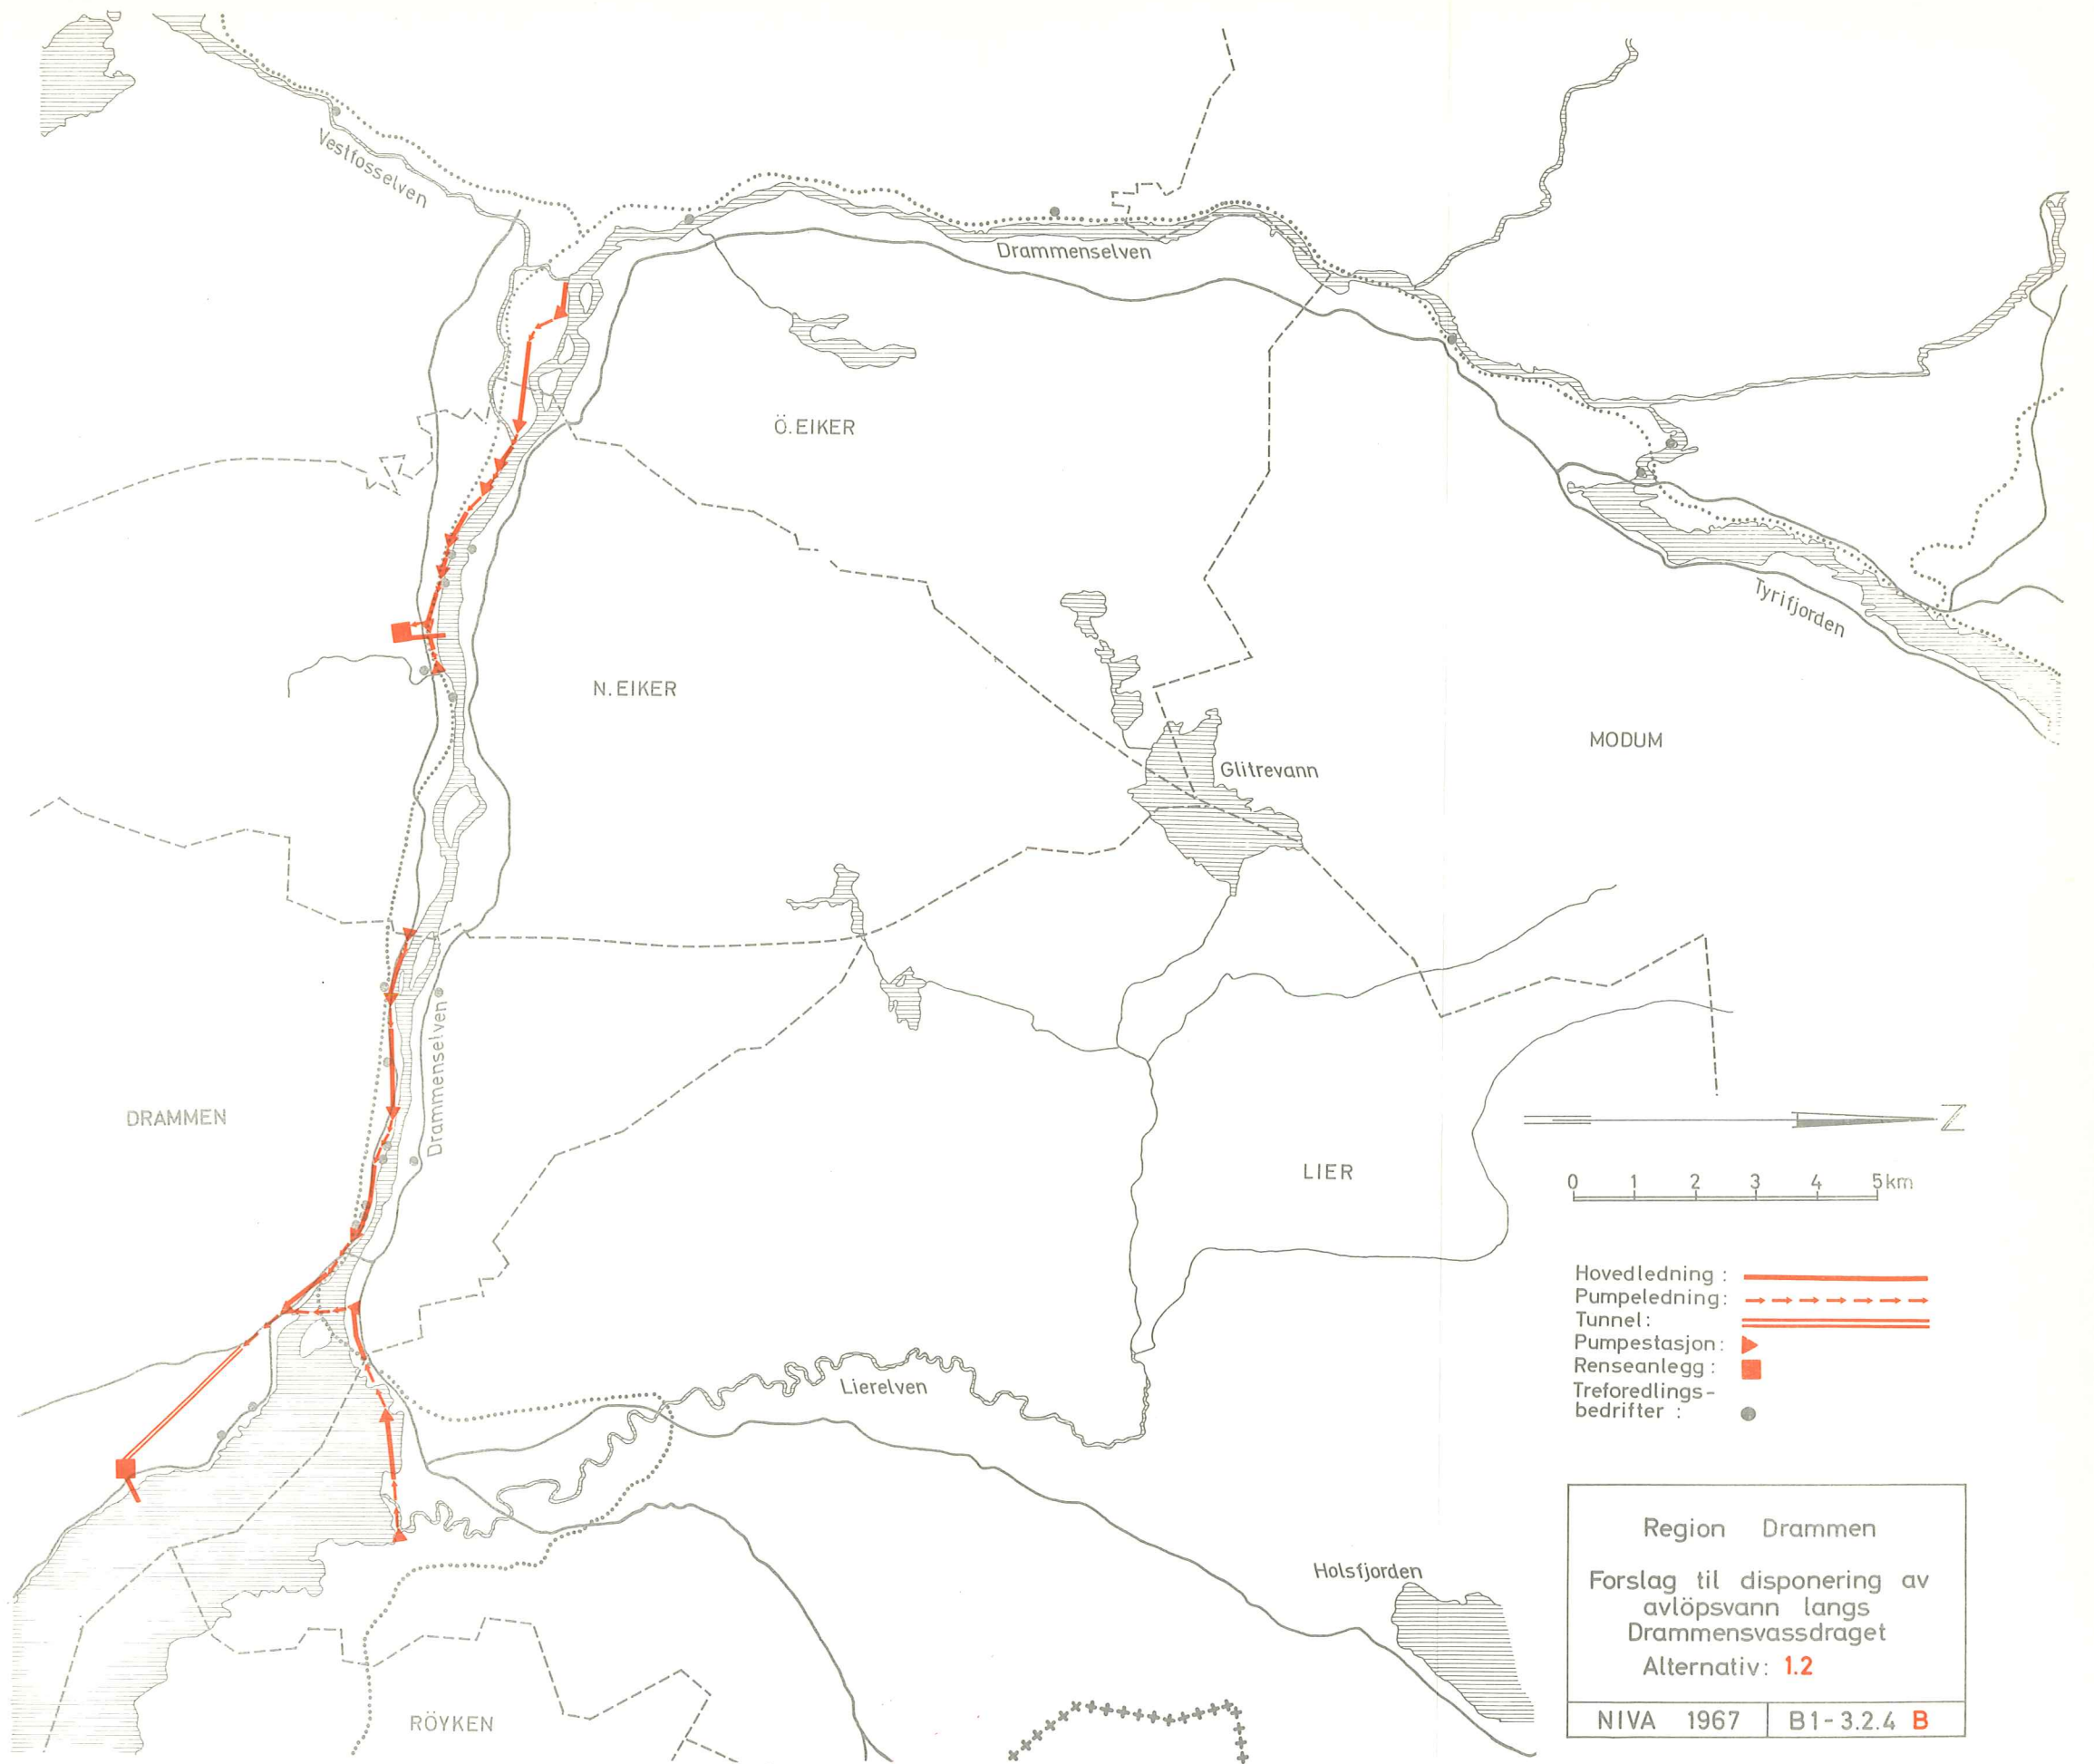 Vestfosselven
Drammenselven
Ö.EIKER
Tyrifjorden
N.EIKER
MODUM
Glitrevann
Drammenselven
DRAMMEN
LIER
Z
0 1 2 3 4 5km
Hovedledning :
Pumpeledning:
Tunnel:
Pumpestasjon:
Renseanlegg :
Treforedlings-
bedrifter :
Lierelven
Holsfjorden
RÖYKEN
Region Drammen
Forslag til disponering av
avlöpsvann langs
Drammensvassdraget
Alternativ: 1.2
NIVA 1967
B1-3.2.4 B